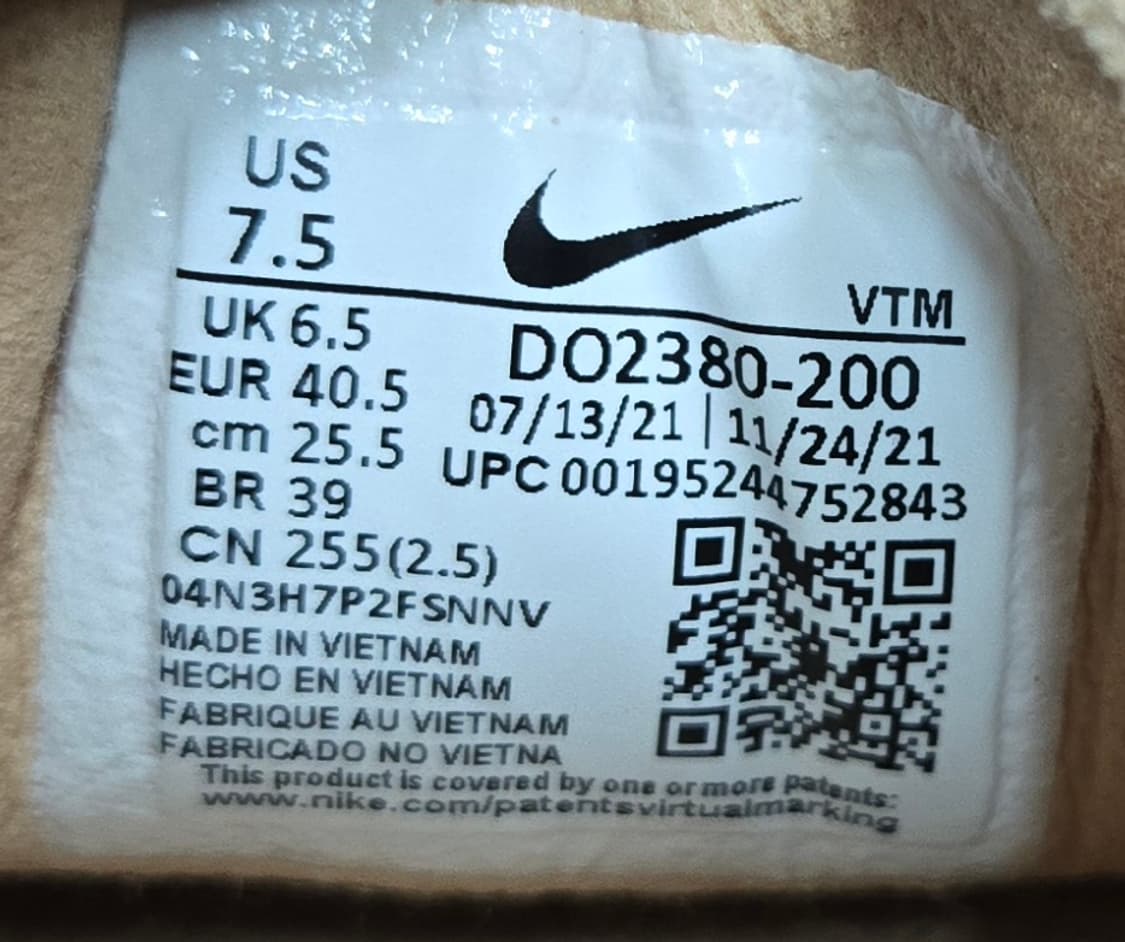 US
7.5
VTM
UK 6.5
EUR 40.5
cm 25.5
BR 39
CN 255(2.5)
DO2380-200
07/13/21 | 11/24/21
UPC 00195244752843
04N3H7P2FSNNV
MADE IN VIETNAM
HECHO EN VIETNAM
FABRIQUE AU VIETNAM
FABRICADO NO VIETNA
This product is covered by one or more patents:
www.nike.com/patentsvirtualmarking